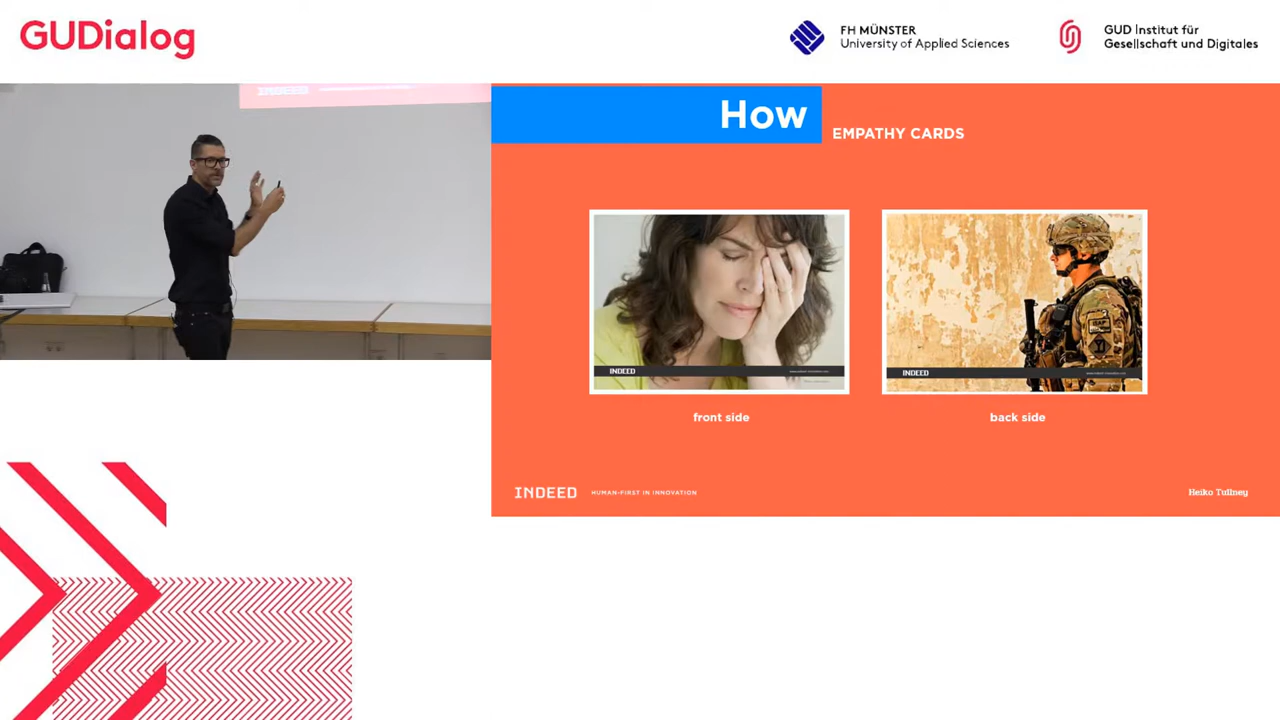 GUDialog
FH MÜNSTER
University of Applied Sciences
GUD Institut für
Gesellschaft und Digitales
INDEED
How
EMPATHY CARDS
INDEED
INDEED
front side
back side
INDEED
HUMAN-FIRST IN INNOVATION
Heiko Tullney